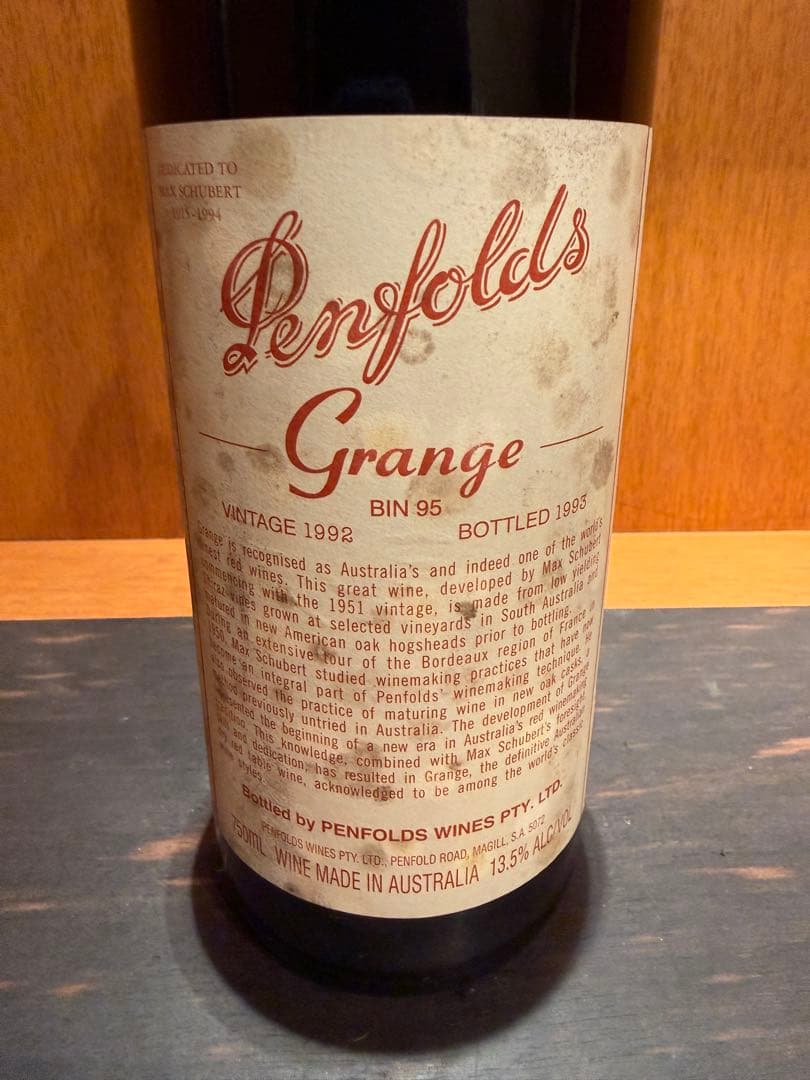 DEDICATED TO
MAX SCHUBERT
1915-1994
Penfolds
Grange
BIN 95
VINTAGE 1992
BOTTLED 1993
Grange is recognised as Australia's and indeed one of the world's
finest red wines. This great wine, developed by Max Schubert
commencing with the 1951 vintage, is made from low yielding
shiraz vines grown at selected vineyards in South Australia and
matured in new American oak hogsheads prior to bottling.
During an extensive tour of the Bordeaux region of France in
1950, Max Schubert studied winemaking practices that have now
become an integral part of Penfolds' winemaking technique. He
also observed the practice of maturing wine in new oak casks, a
method previously untried in Australia. The development of Grange
represented the beginning of a new era in Australia's red winemaking
tradition. This knowledge, combined with Max Schubert's foresight,
and dedication, has resulted in Grange, the definitive Australian
dry red table wine, acknowledged to be among the world's classic
wine styles.
Bottled by PENFOLDS WINES PTY. LTD.
PENFOLDS WINES PTY. LTD., PENFOLD ROAD, MAGILL, S.A. 5072
750ML WINE MADE IN AUSTRALIA 13.5% ALC/VOL